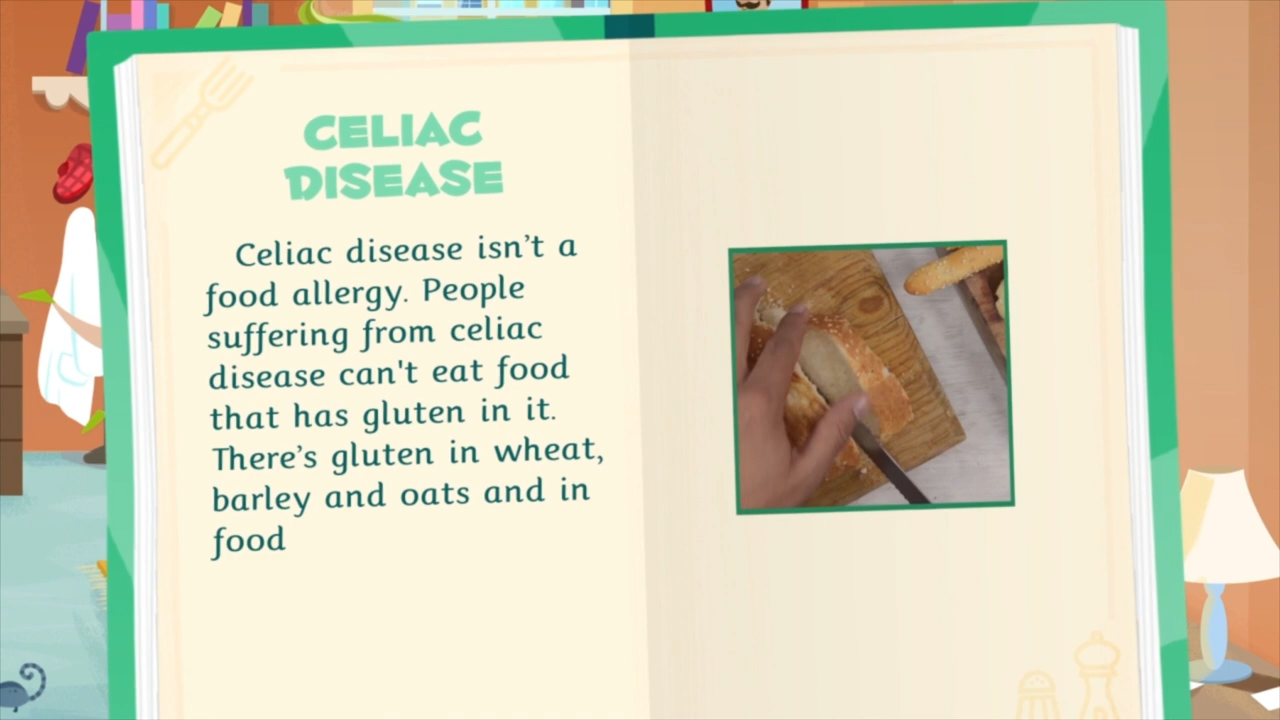 CELIAC
DISEASE
Celiac disease isn’t a
food allergy. People
suffering from celiac
disease can't eat food
that has gluten in it.
There’s gluten in wheat,
barley and oats and in
food